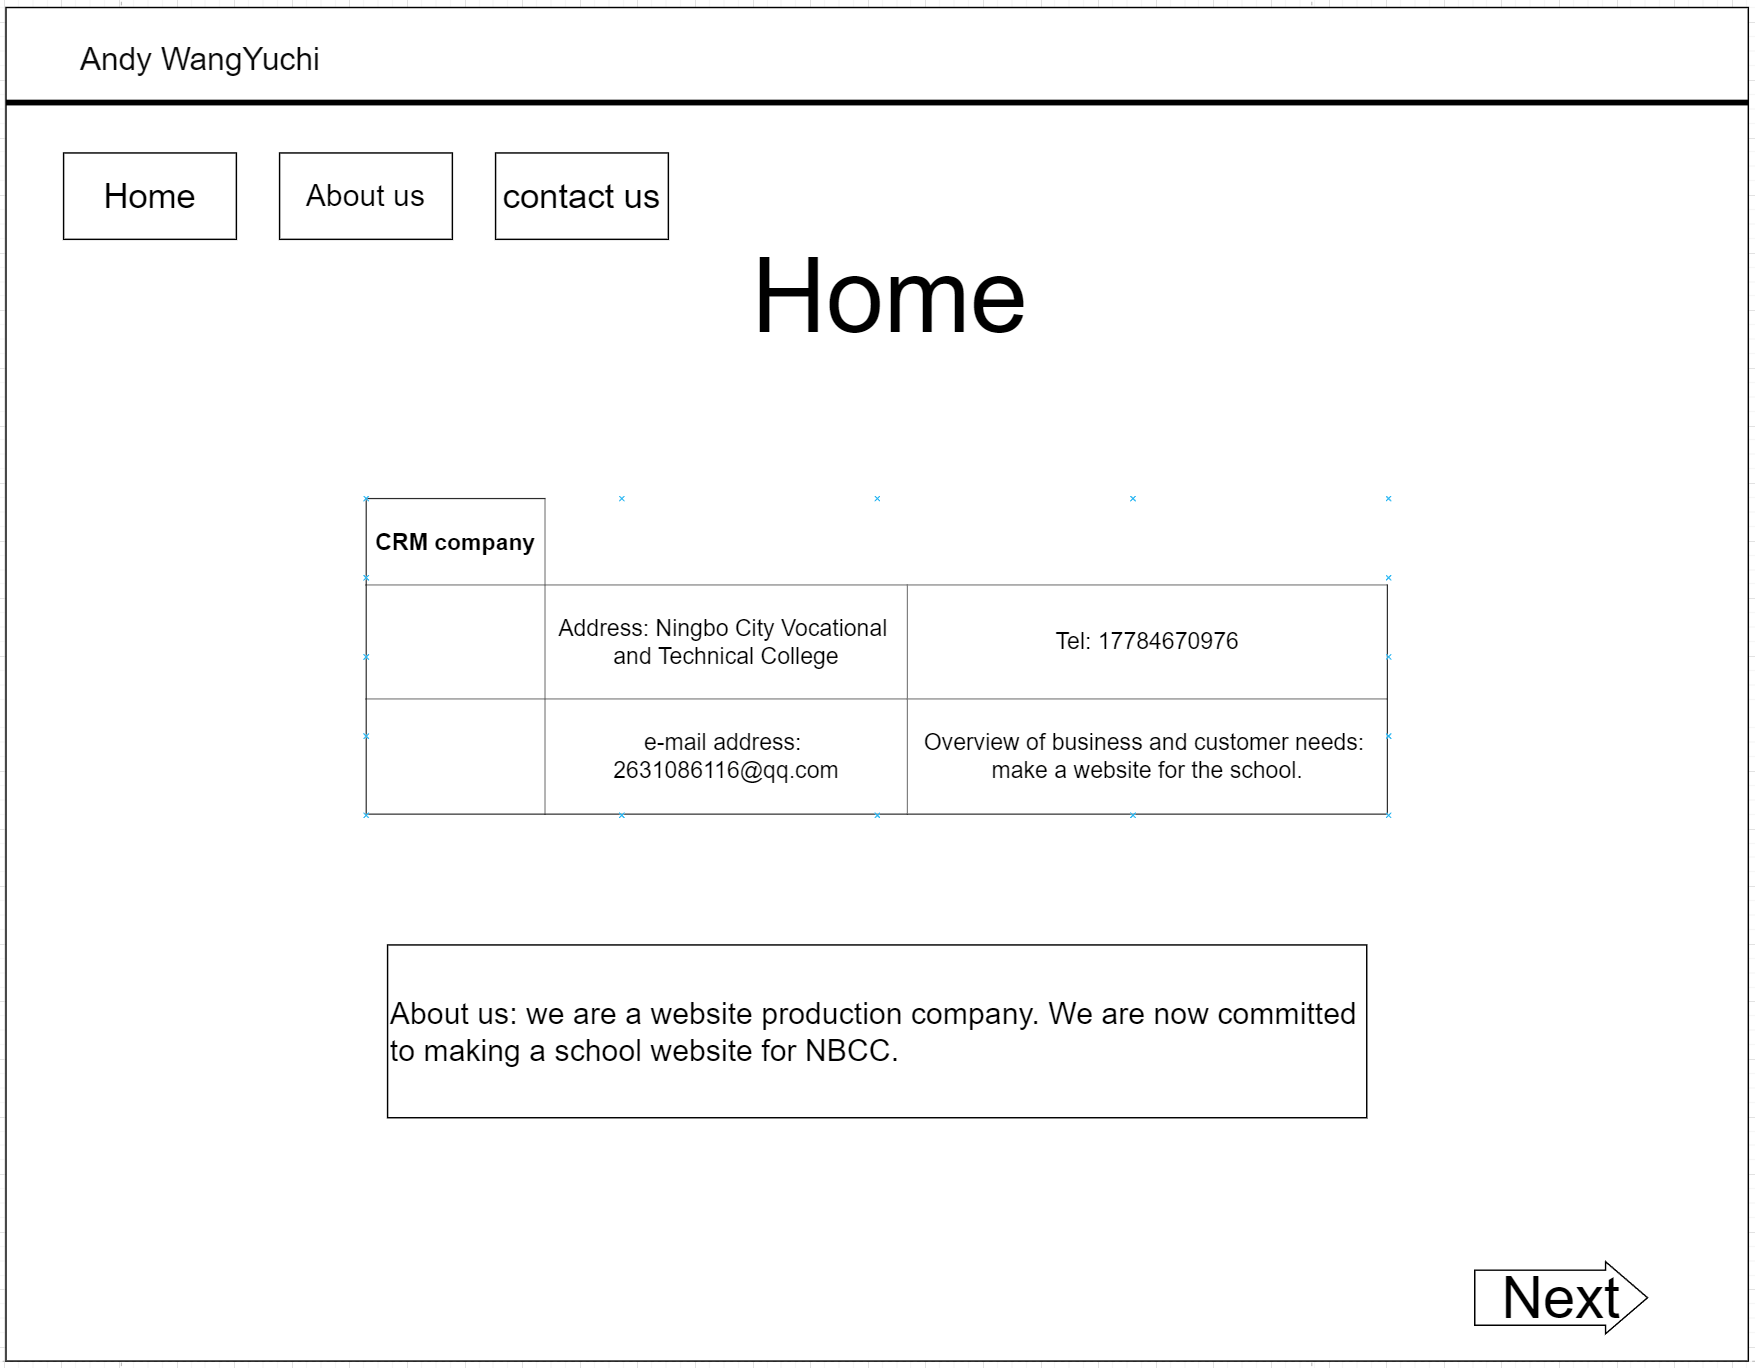 Andy WangYuchi
Home
About us
contact us
Home
CRM company
Address: Ningbo City Vocational
and Technical College
Tel: 17784670976
e-mail address:
2631086116@qq.com
Overview of business and customer needs:
make a website for the school.
About us: we are a website production company. We are now committed
to making a school website for NBCC.
Next